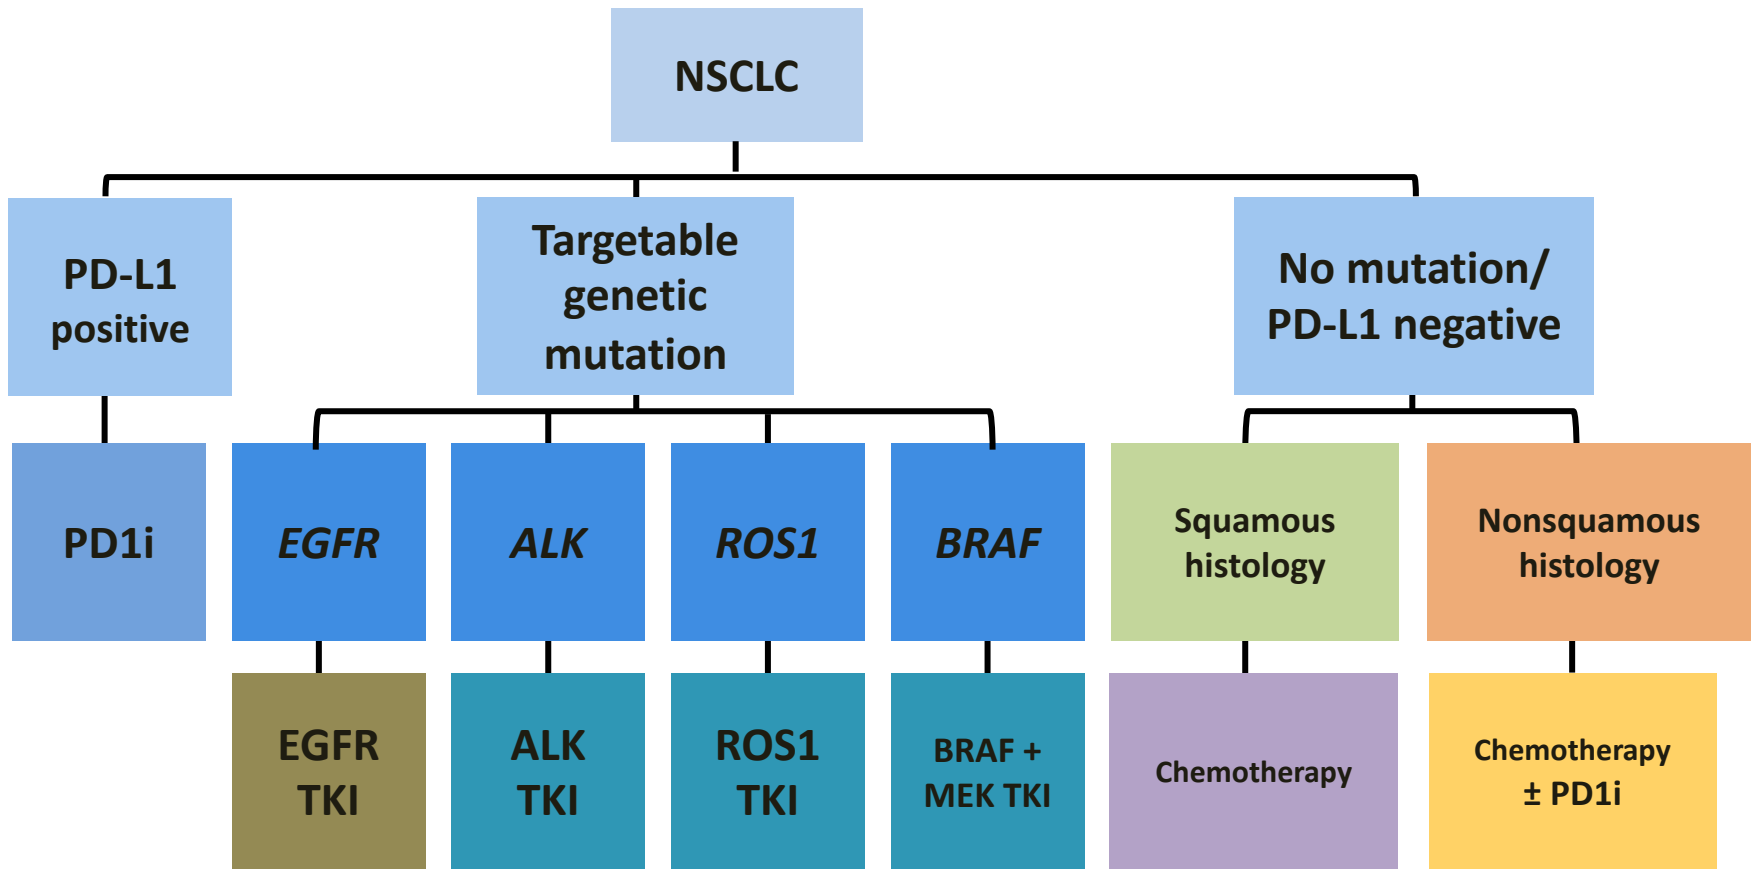 NSCLC
PD-L1
positive
Targetable
genetic
mutation
No mutation/
PD-L1 negative
PD1i
EGFR
ALK
ROS1
BRAF
Squamous
histology
Nonsquamous
histology
EGFR
TKI
ALK
TKI
ROS1
TKI
BRAF +
MEK TKI
Chemotherapy
Chemotherapy
± PD1i